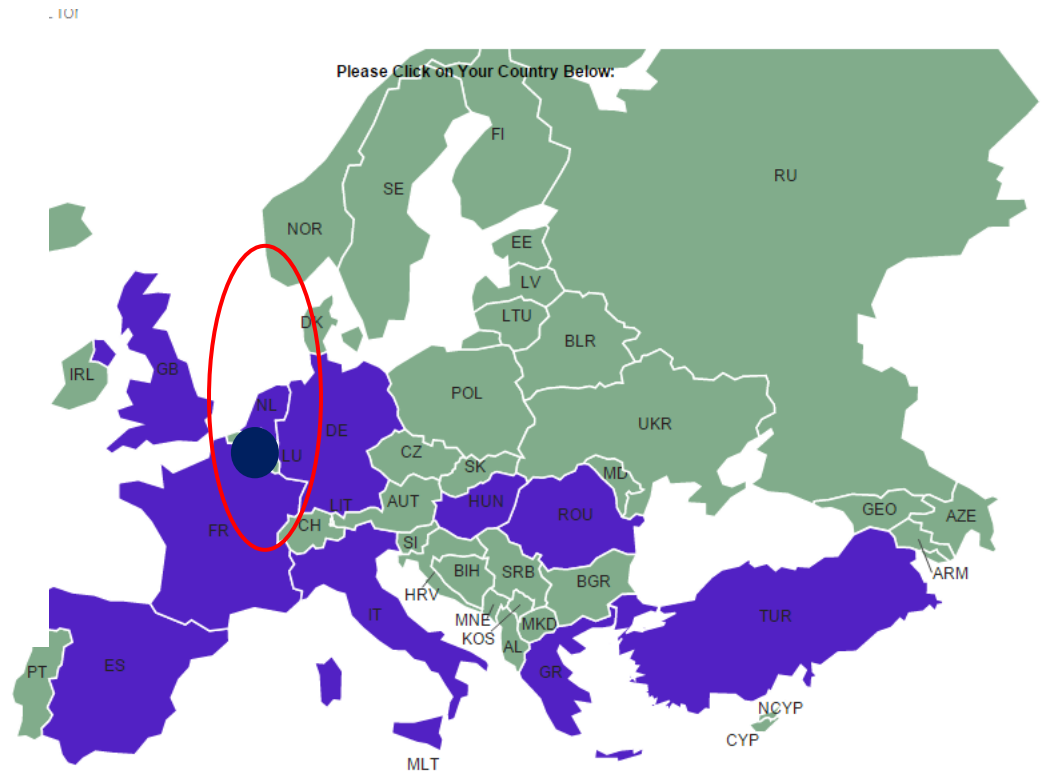 Please Click on Your Country Below:
FI
RU
SE
NOR
EE
LV
LTU
DK
BLR
GB
IRL
POL
NL
UKR
DE
CZ
LU
SK
MD
LIT
AUT
HUN
ROU
GEO
AZE
FR
CH
SI
BIH
SRB
BGR
ARM
HRV
IT
MNE
MKD
TUR
KOS
AL
ES
PT
GR
NCYP
CYP
MLT